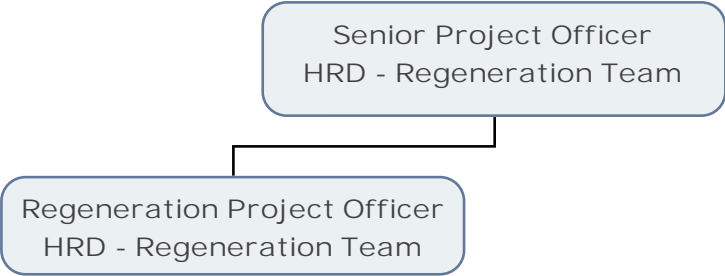 Senior Project Officer
HRD - Regeneration Team
Regeneration Project Officer
HRD - Regeneration Team